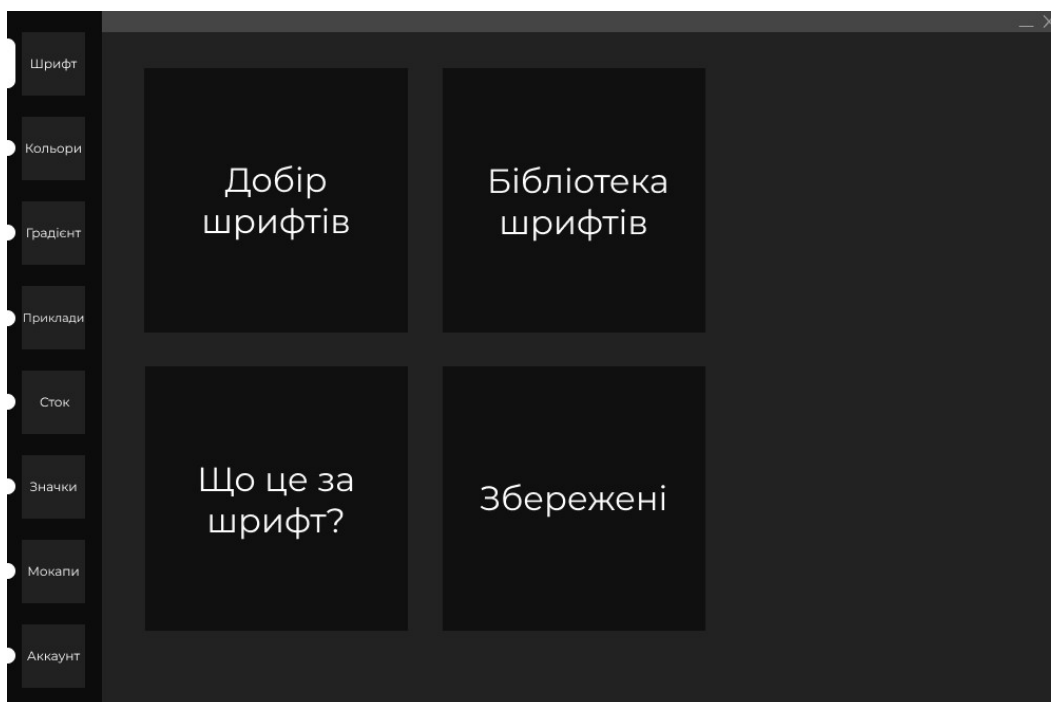 Шрифт
Кольори
Градієнт
Приклади
Сток
Значки
Мокапи
Аккаунт
Добір
шрифтів
Бібліотека
шрифтів
Що це за
шрифт?
Збережені